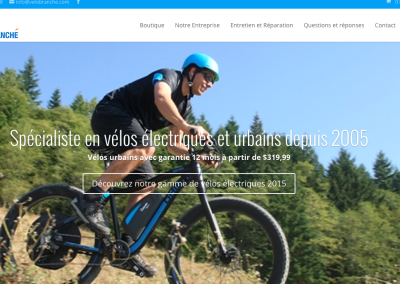 info@velobranche.com
Boutique Notre Entreprise Entretien et Réparation Questions et réponses Contact
Spécialiste en vélos électriques et urbains depuis 2005
Vélos urbains avec garantie 12 mois à partir de $319,99
Découvrez notre gamme de vélos électriques 2015